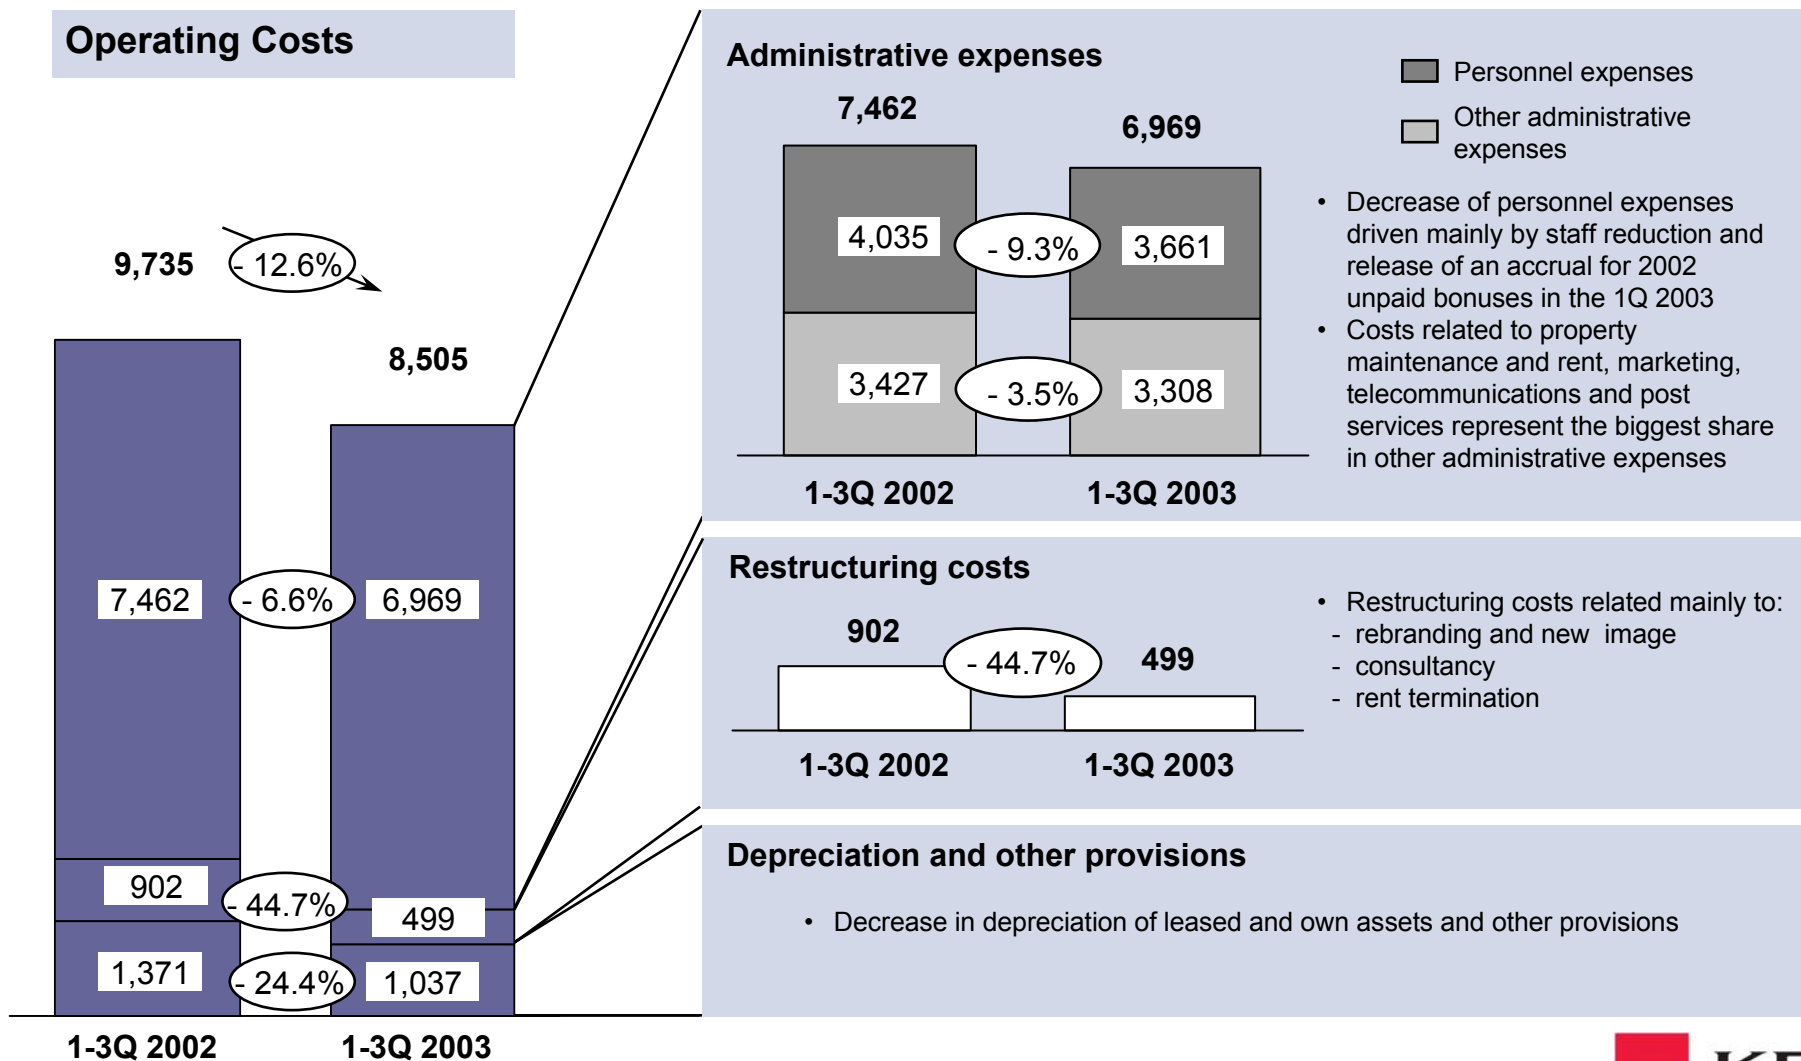 Operating Costs
9,735
- 12.6%
8,505
7,462
- 6.6%
6,969
902
- 44.7%
499
1,371
- 24.4%
1,037
1-3Q 2002
1-3Q 2003
Administrative expenses
Personnel expenses
Other administrative
expenses
7,462
6,969
4,035
- 9.3%
3,661
3,427
- 3.5%
3,308
1-3Q 2002
1-3Q 2003
• Decrease of personnel expenses
driven mainly by staff reduction and
release of an accrual for 2002
unpaid bonuses in the 1Q 2003
• Costs related to property
maintenance and rent, marketing,
telecommunications and post
services represent the biggest share
in other administrative expenses
Restructuring costs
902
- 44.7%
499
1-3Q 2002
1-3Q 2003
• Restructuring costs related mainly to:
- rebranding and new image
- consultancy
- rent termination
Depreciation and other provisions
• Decrease in depreciation of leased and own assets and other provisions